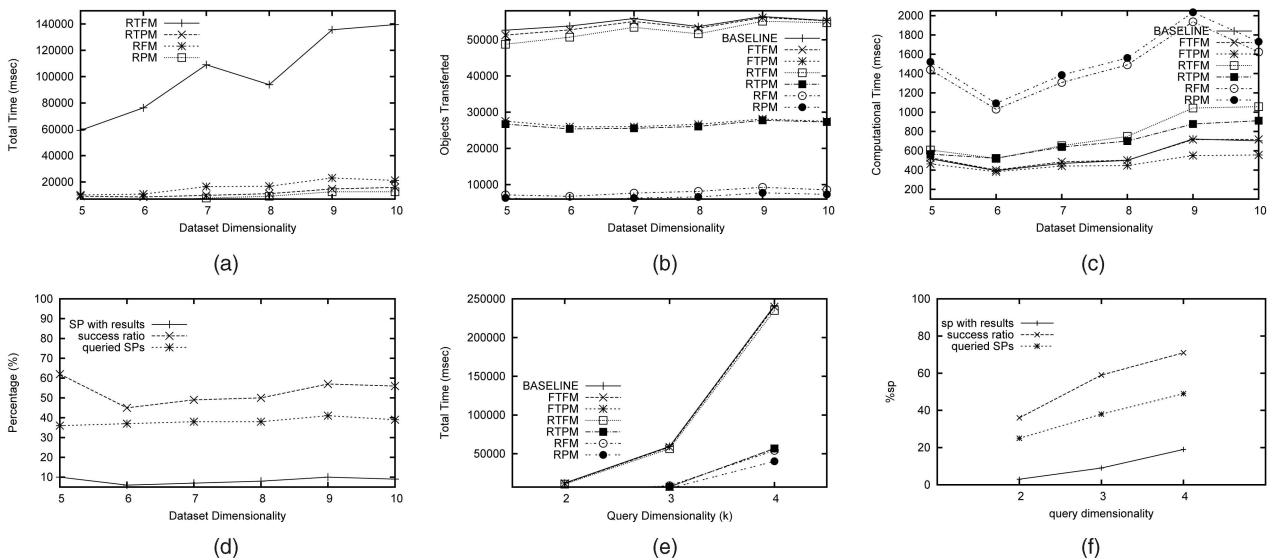 140000
120000
100000
80000
60000
40000
20000
Total Time (msec)
RTFM
RTPM
RFM
RPM
5 6 7 8 9 10
Dataset Dimensionality
(a)
50000
40000
30000
20000
10000
Objects Transferted
BASELINE
FTFM
FTPM
RTFM
RTPM
RFM
RPM
5 6 7 8 9 10
Dataset Dimensionality
(b)
2000
1800
1600
1400
1200
1000
800
600
400
200
Computational Time (msec)
BASELINE
FTFM
FTPM
RTFM
RTPM
RFM
RPM
5 6 7 8 9 10
Dataset Dimensionality
(c)
100
90
80
70
60
50
40
30
20
10
Percentage (%)
SP with results
success ratio
queried SPs
5 6 7 8 9 10
Dataset Dimensionality
(d)
250000
200000
150000
100000
50000
Total Time (msec)
BASELINE
FTFM
FTPM
RTFM
RTPM
RFM
RPM
2 3 4
Query Dimensionality (k)
(e)
100
80
60
40
20
0
%sp
sp with results
success ratio
queried SPs
2 3 4
query dimensionality
(f)